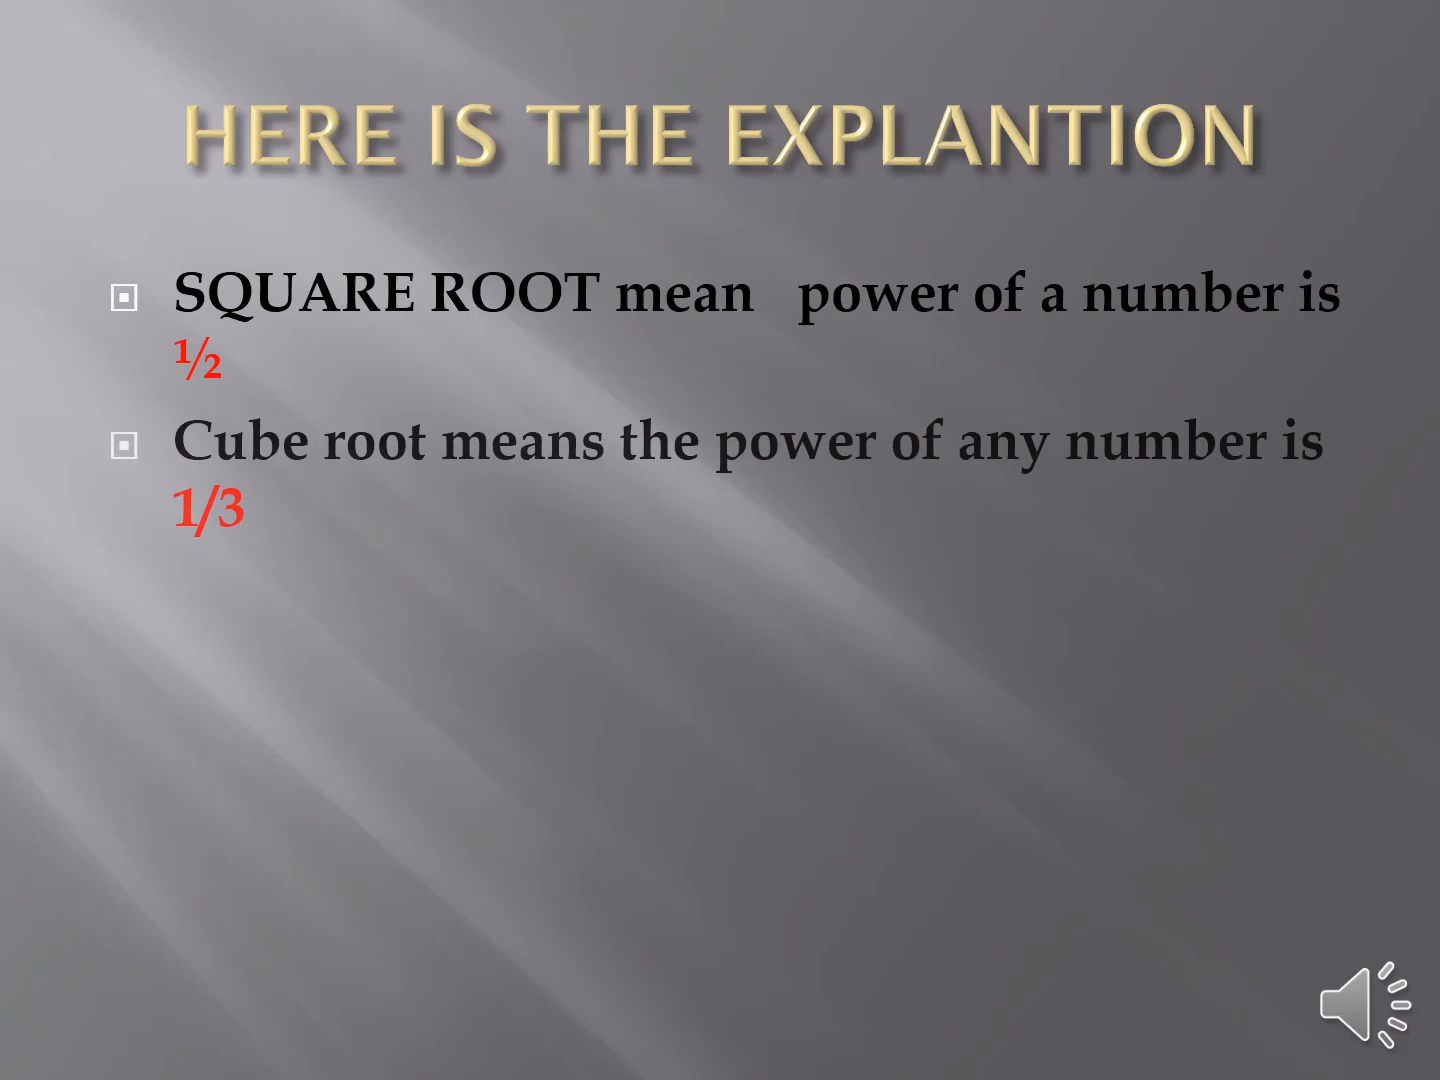 HERE IS THE EXPLANTION
SQUARE ROOT mean power of a number is
½
Cube root means the power of any number is
1/3